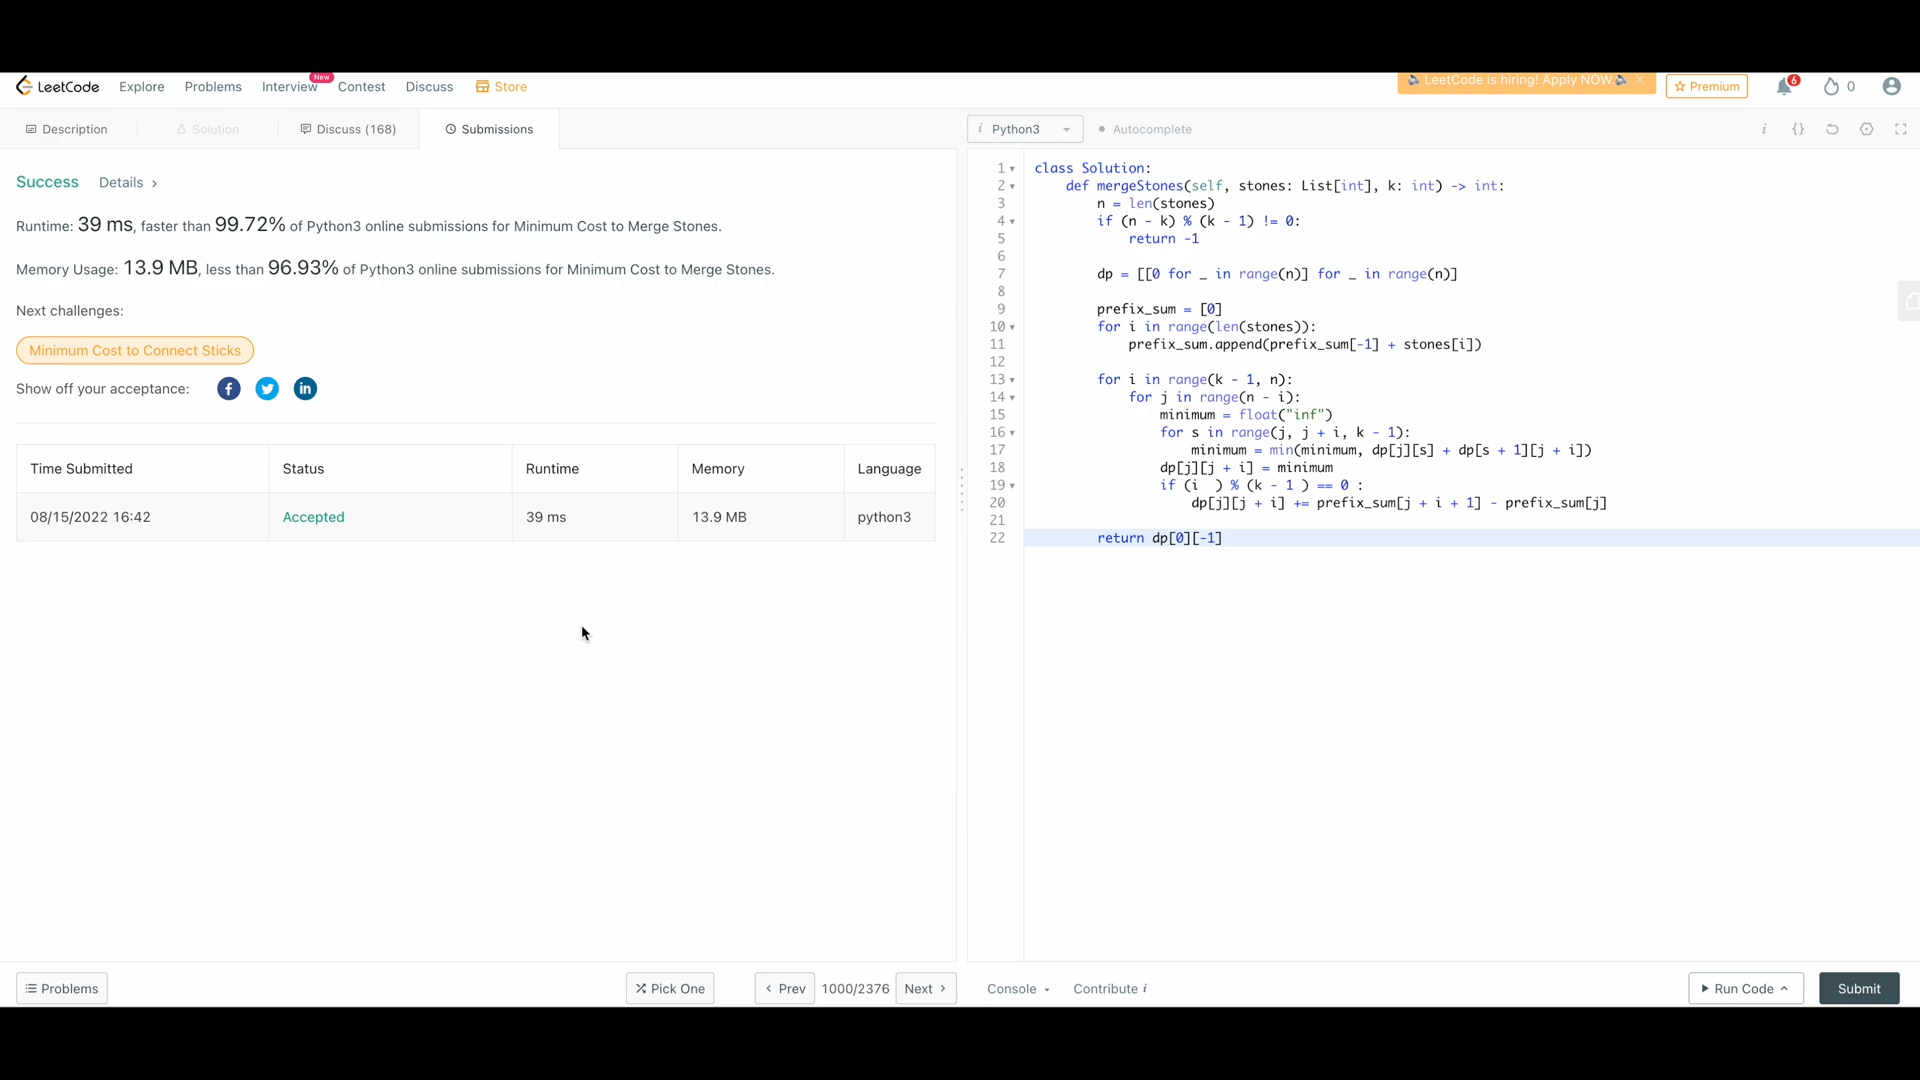 LeetCode Explore Problems Interview New Contest Discuss Store LeetCode is hiring! Apply NOW Premium 6 0
Description Solution Discuss (168) Submissions
Success Details
Runtime: 39 ms, faster than 99.72% of Python3 online submissions for Minimum Cost to Merge Stones.
Memory Usage: 13.9 MB, less than 96.93% of Python3 online submissions for Minimum Cost to Merge Stones.
Next challenges:
Minimum Cost to Connect Sticks
Show off your acceptance:
Time Submitted Status Runtime Memory Language
08/15/2022 16:42 Accepted 39 ms 13.9 MB python3
Problems Pick One < Prev 1000/2376 Next >
i Python3 Autocomplete i {}
1 class Solution:
2 def mergeStones(self, stones: List[int], k: int) -> int:
3 n = len(stones)
4 if (n - k) % (k - 1) != 0:
5 return -1
6
7 dp = [[0 for _ in range(n)] for _ in range(n)]
8
9 prefix_sum = [0]
10 for i in range(len(stones)):
11 prefix_sum.append(prefix_sum[-1] + stones[i])
12
13 for i in range(k - 1, n):
14 for j in range(n - i):
15 minimum = float("inf")
16 for s in range(j, j + i, k - 1):
17 minimum = min(minimum, dp[j][s] + dp[s + 1][j + i])
18 dp[j][j + i] = minimum
19 if (i  ) % (k - 1 ) == 0 :
20 dp[j][j + i] += prefix_sum[j + i + 1] - prefix_sum[j]
21
22 return dp[0][-1]
Console Contribute i Run Code Submit